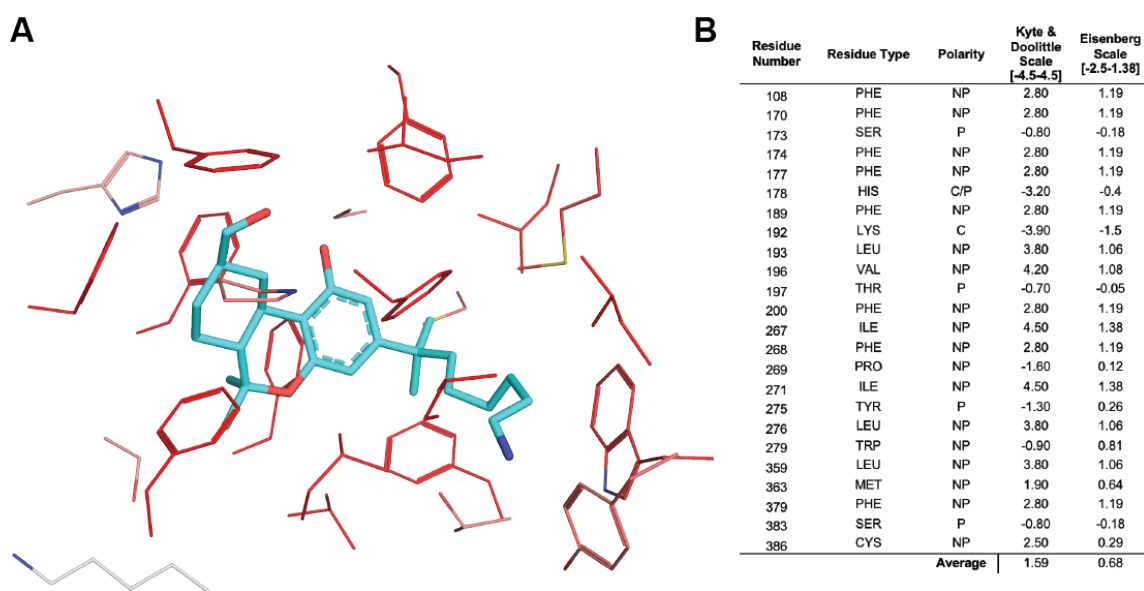 A
B
Residue Number Residue Type Polarity Kyte & Doolittle Scale [-4.5-4.5] Eisenberg Scale [-2.5-1.38]
108 PHE NP 2.80 1.19
170 PHE NP 2.80 1.19
173 SER P -0.80 -0.18
174 PHE NP 2.80 1.19
177 PHE NP 2.80 1.19
178 HIS C/P -3.20 -0.4
189 PHE NP 2.80 1.19
192 LYS C -3.90 -1.5
193 LEU NP 3.80 1.06
196 VAL NP 4.20 1.08
197 THR P -0.70 -0.05
200 PHE NP 2.80 1.19
267 ILE NP 4.50 1.38
268 PHE NP 2.80 1.19
269 PRO NP -1.60 0.12
271 ILE NP 4.50 1.38
275 TYR P -1.30 0.26
276 LEU NP 3.80 1.06
279 TRP NP -0.90 0.81
359 LEU NP 3.80 1.06
363 MET NP 1.90 0.64
379 PHE NP 2.80 1.19
383 SER P -0.80 -0.18
386 CYS NP 2.50 0.29
Average 1.59 0.68